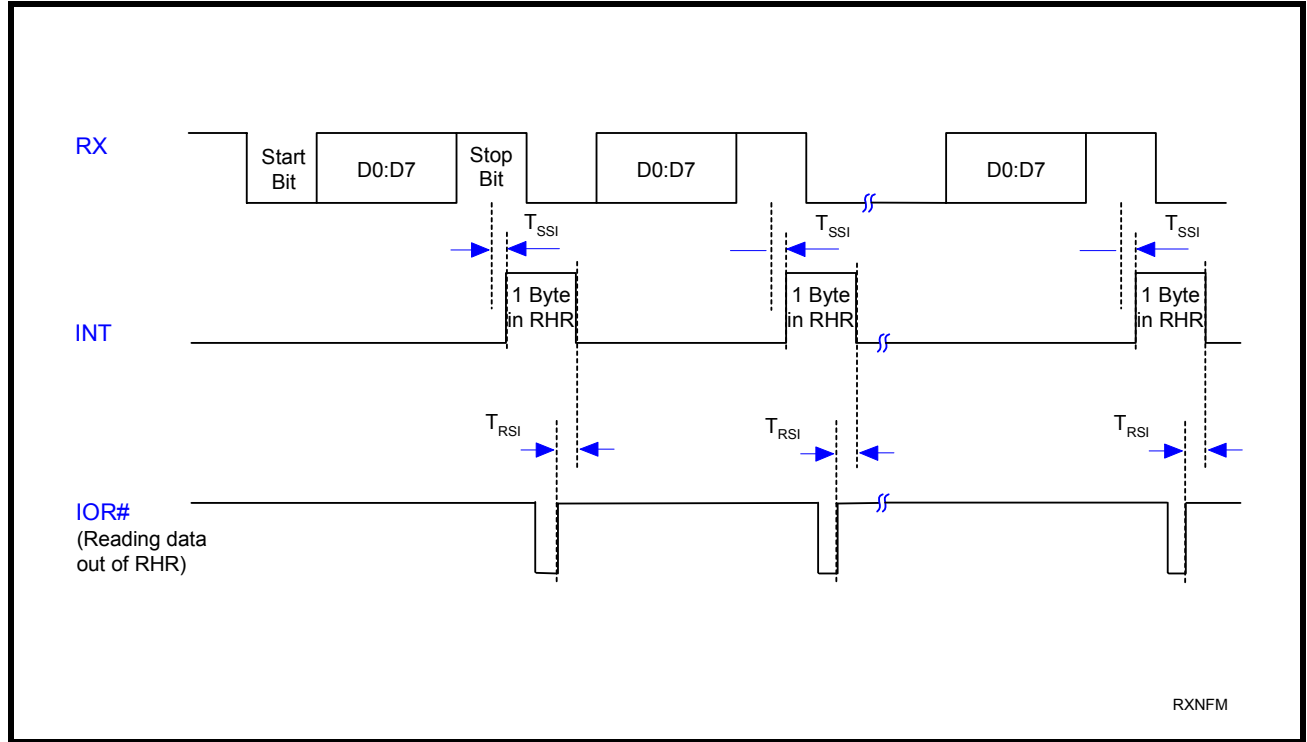 RX
Start
Bit
D0:D7
Stop
Bit
D0:D7
D0:D7
TSSI
TSSI
TSSI
INT
1 Byte
in RHR
1 Byte
in RHR
1 Byte
in RHR
TRSI
TRSI
TRSI
IOR#
(Reading data
out of RHR)
RXNFM